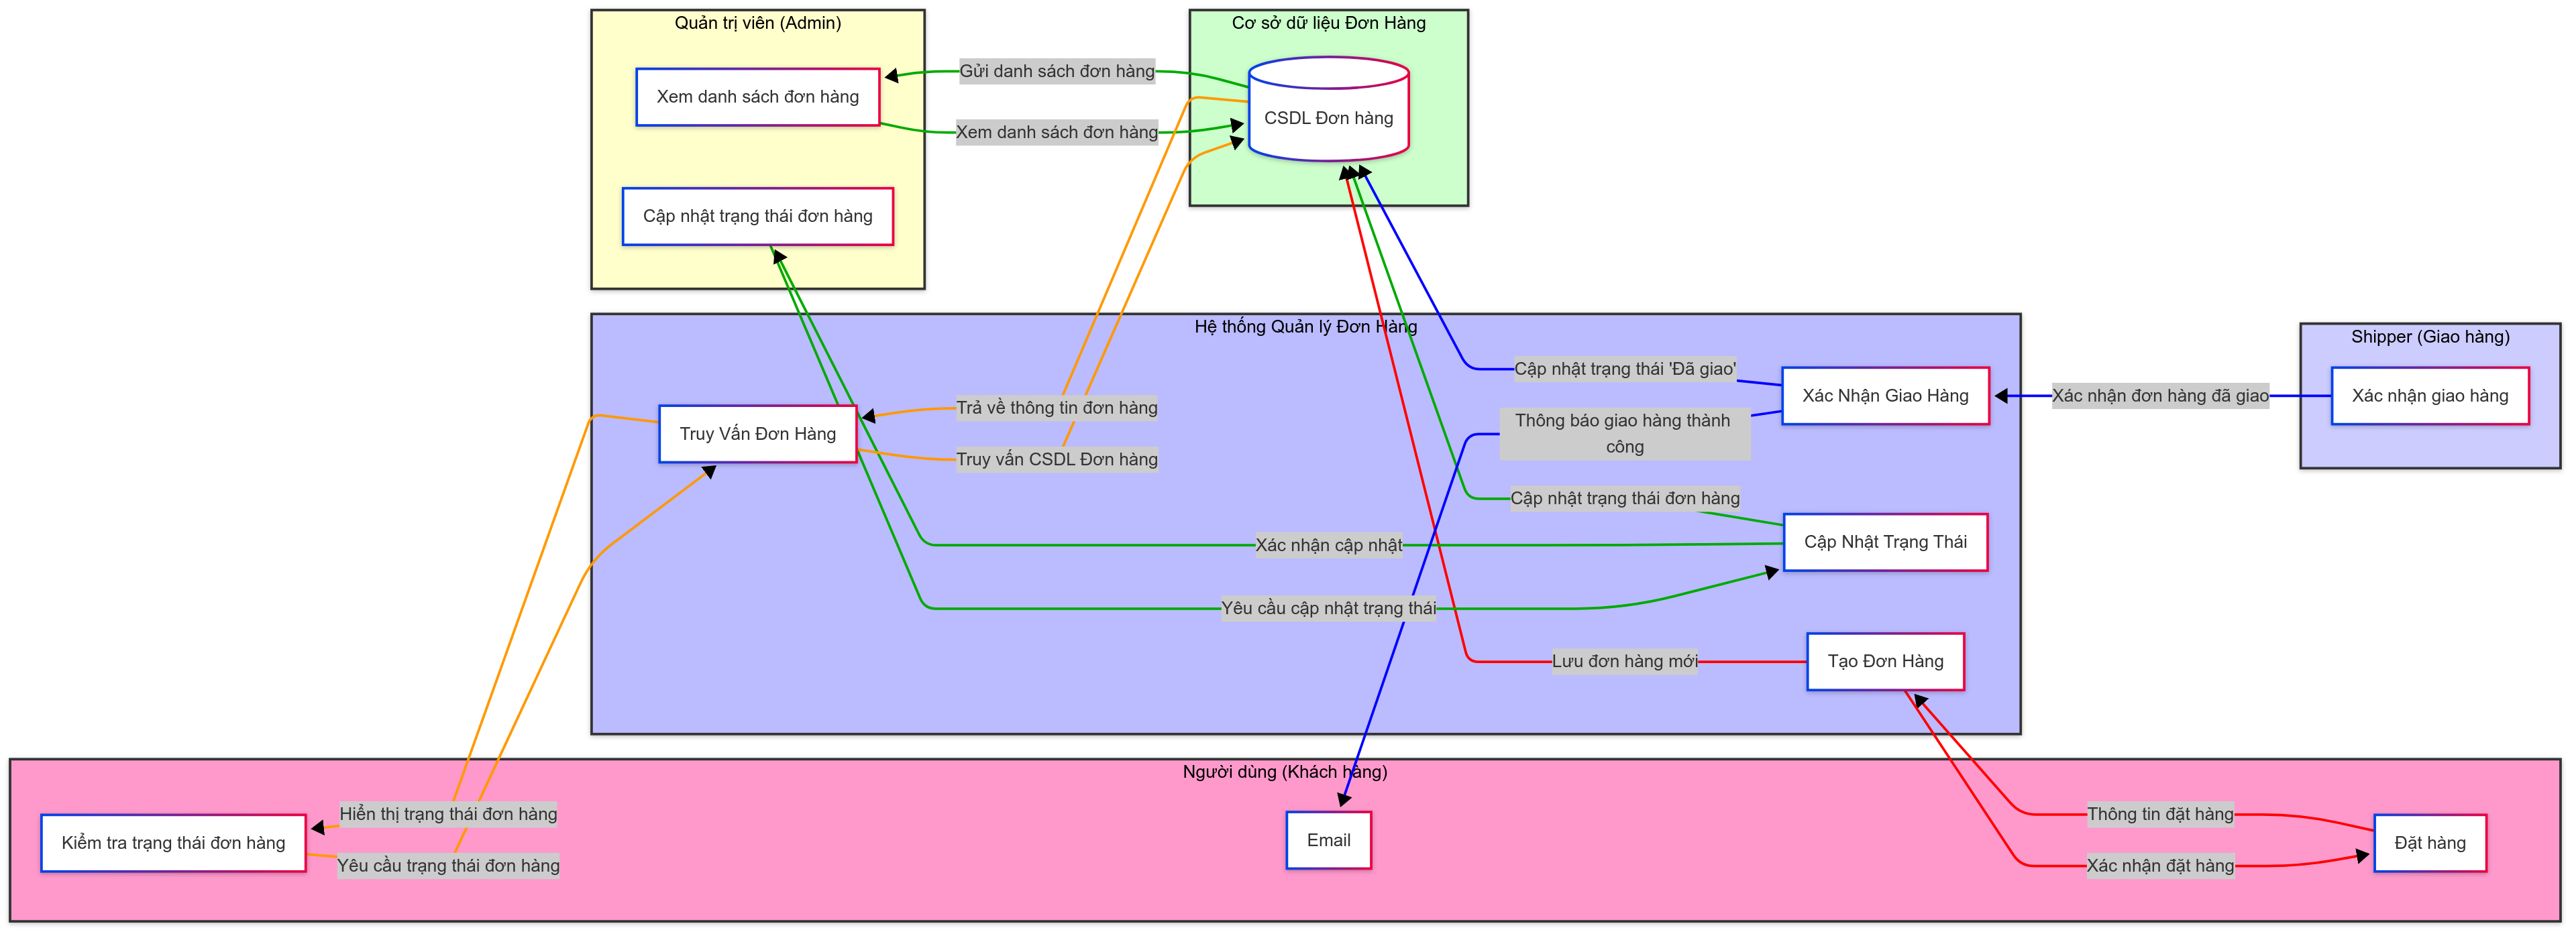 Quản trị viên (Admin)
Cơ sở dữ liệu Đơn Hàng
Gửi danh sách đơn hàng
Xem danh sách đơn hàng
CSDL Đơn hàng
Xem danh sách đơn hàng
Cập nhật trạng thái đơn hàng
Hệ thống Quản lý Đơn Hàng
Shipper (Giao hàng)
Cập nhật trạng thái 'Đã giao'
Xác Nhận Giao Hàng
Xác nhận đơn hàng đã giao
Xác nhận giao hàng
Trả về thông tin đơn hàng
Thông báo giao hàng thành
công
Truy Vấn Đơn Hàng
Truy vấn CSDL Đơn hàng
Cập nhật trạng thái đơn hàng
Xác nhận cập nhật
Cập Nhật Trạng Thái
Yêu cầu cập nhật trạng thái
Lưu đơn hàng mới
Tạo Đơn Hàng
Người dùng (Khách hàng)
Hiển thị trạng thái đơn hàng
Thông tin đặt hàng
Kiểm tra trạng thái đơn hàng
Email
Đặt hàng
Yêu cầu trạng thái đơn hàng
Xác nhận đặt hàng